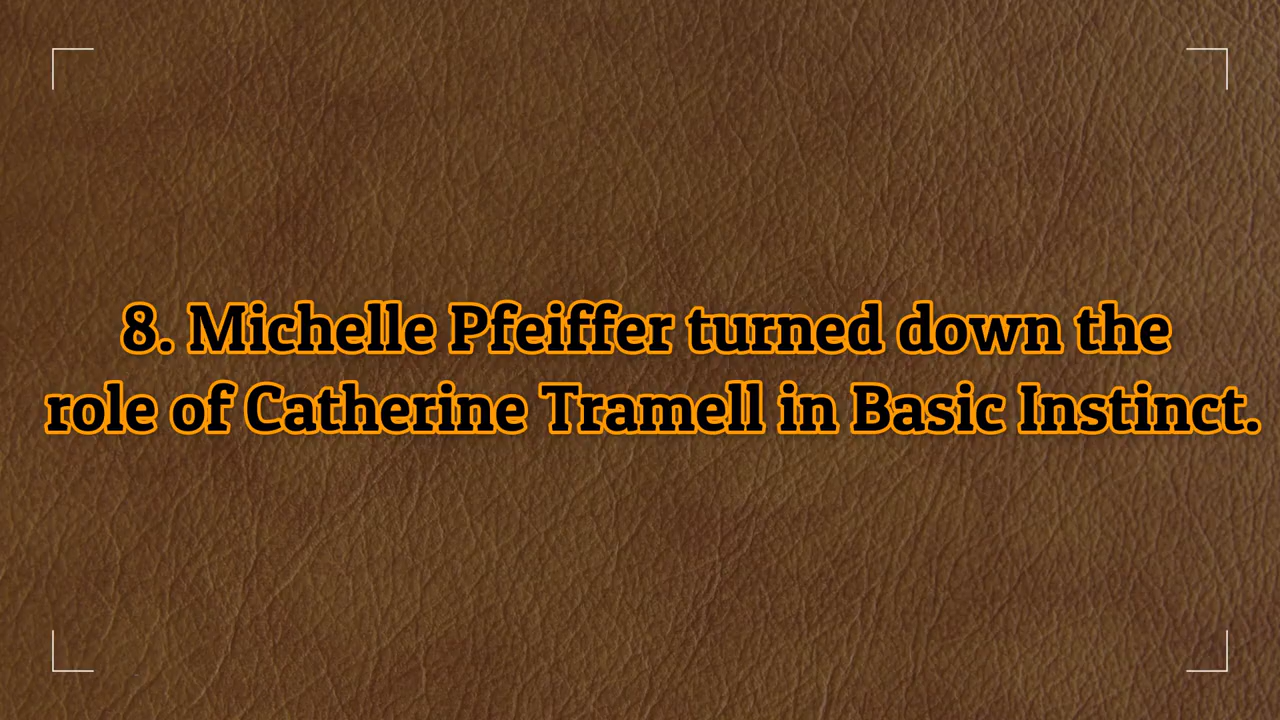 8. Michelle Pfeiffer turned down the
role of Catherine Tramell in Basic Instinct.